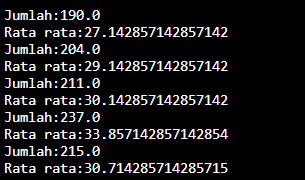 Jumlah:190.0
Rata rata:27.142857142857142
Jumlah:204.0
Rata rata:29.142857142857142
Jumlah:211.0
Rata rata:30.142857142857142
Jumlah:237.0
Rata rata:33.857142857142854
Jumlah:215.0
Rata rata:30.714285714285715